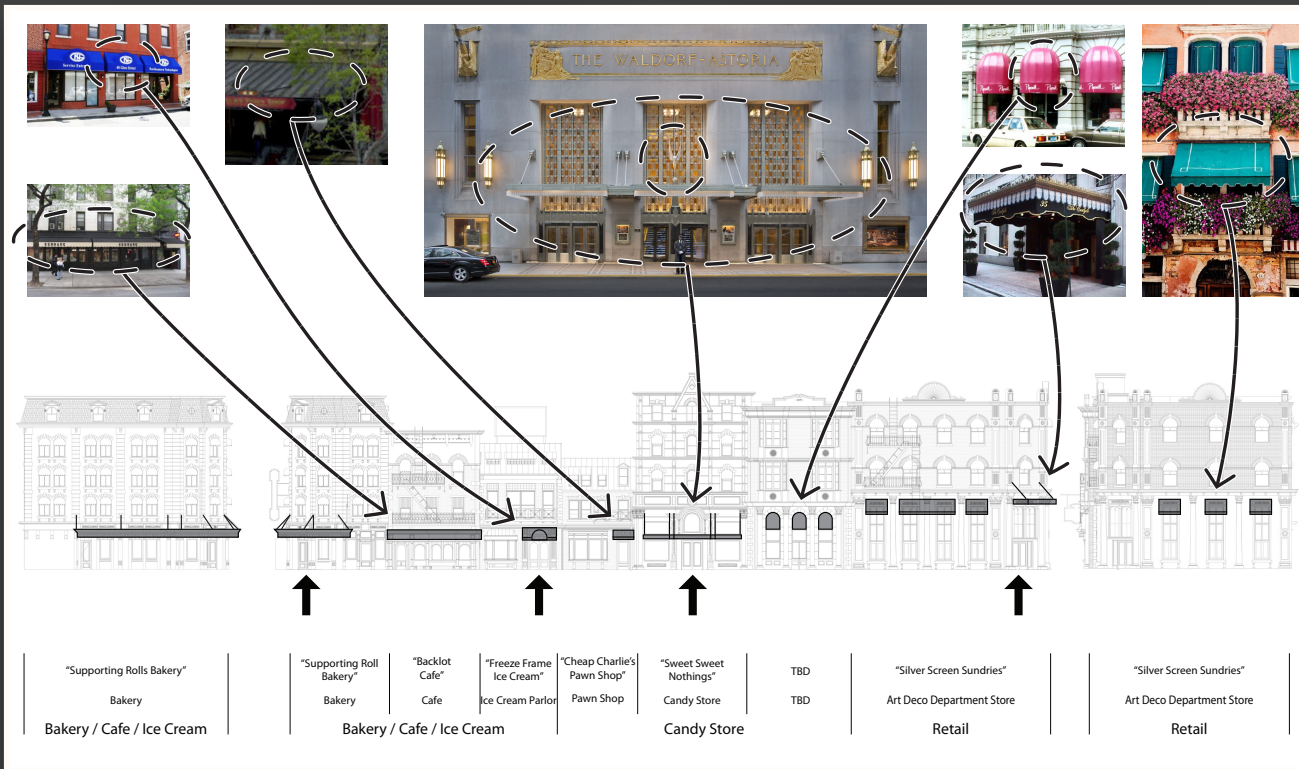 THE WALDORF=ASTORIA
35
"Supporting Rolls Bakery"
Bakery
Bakery / Cafe / Ice Cream
"Supporting Roll
Bakery"
Bakery
"Backlot
Cafe"
Cafe
"Freeze Frame
Ice Cream"
Ice Cream Parlor
Bakery / Cafe / Ice Cream
"Cheap Charlie's
Pawn Shop"
Pawn Shop
"Sweet Sweet
Nothings"
Candy Store
TBD
TBD
Candy Store
"Silver Screen Sundries"
Art Deco Department Store
Retail
"Silver Screen Sundries"
Art Deco Department Store
Retail